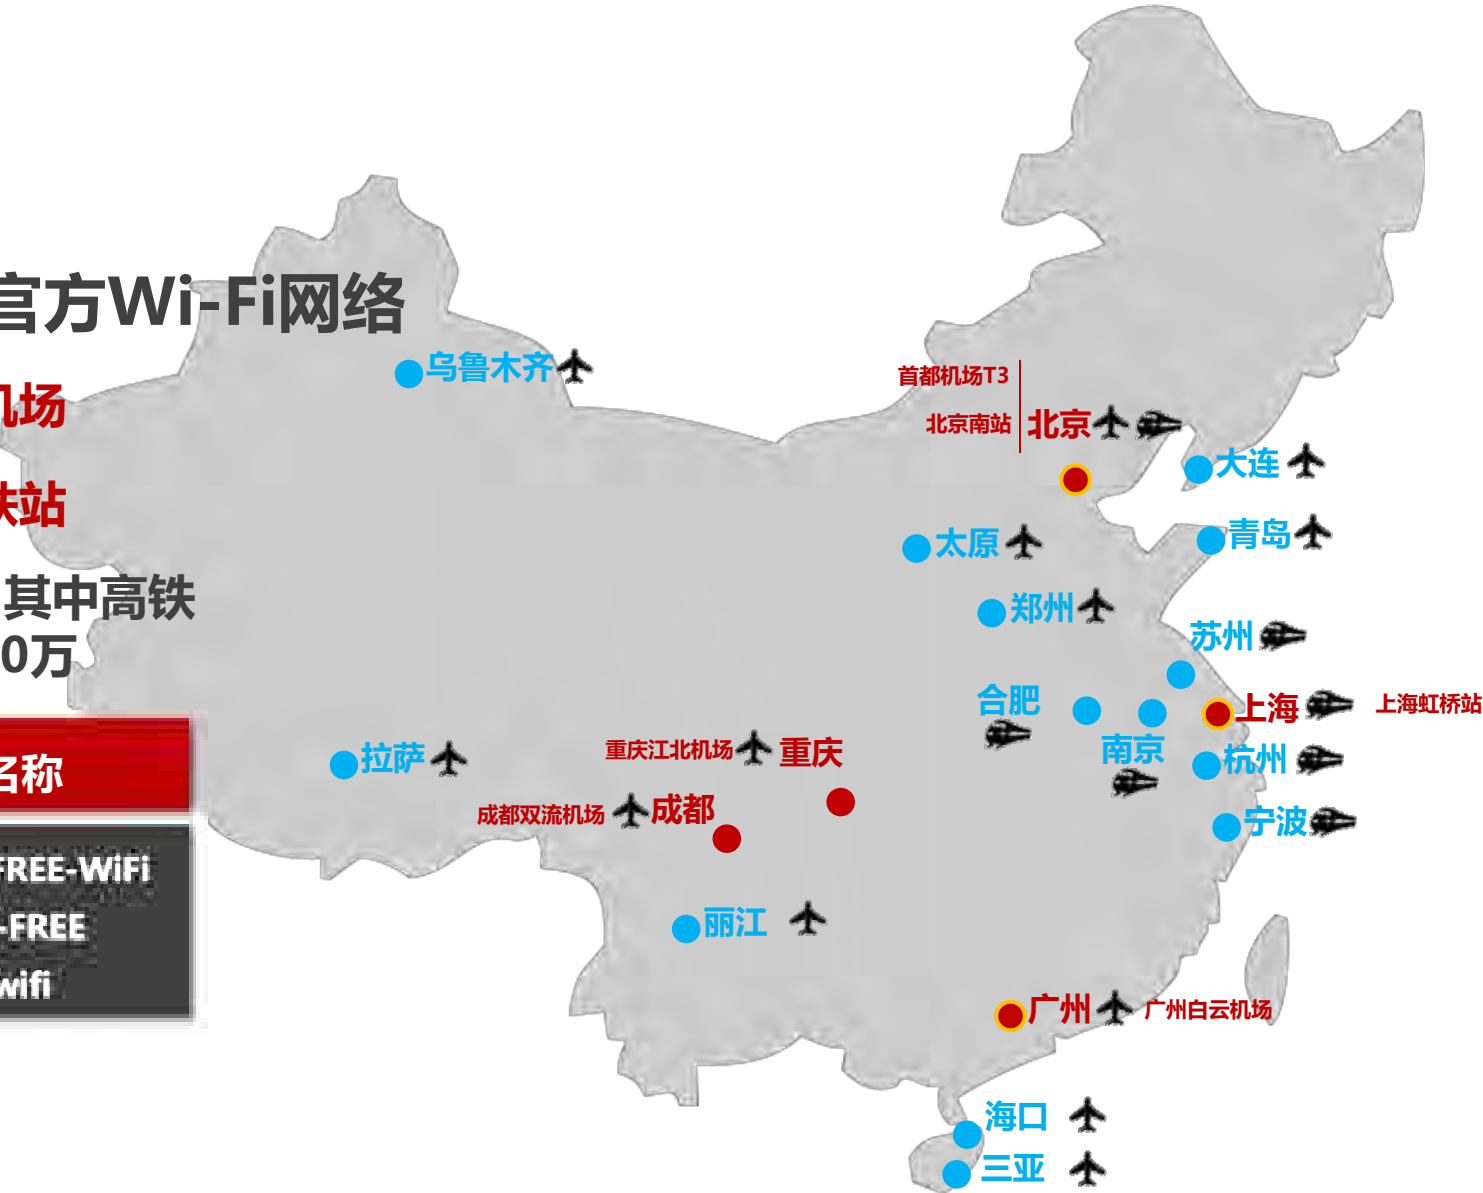 官方Wi-Fi网络
机场
铁站
其中高铁
0万
名称
FREE-WiFi
-FREE
wifi
乌鲁木齐
首都机场T3
北京南站
北京
大连
太原
青岛
郑州
苏州
合肥
上海
上海虹桥站
南京
杭州
拉萨
重庆江北机场
重庆
成都双流机场
成都
宁波
丽江
广州
广州白云机场
海口
三亚